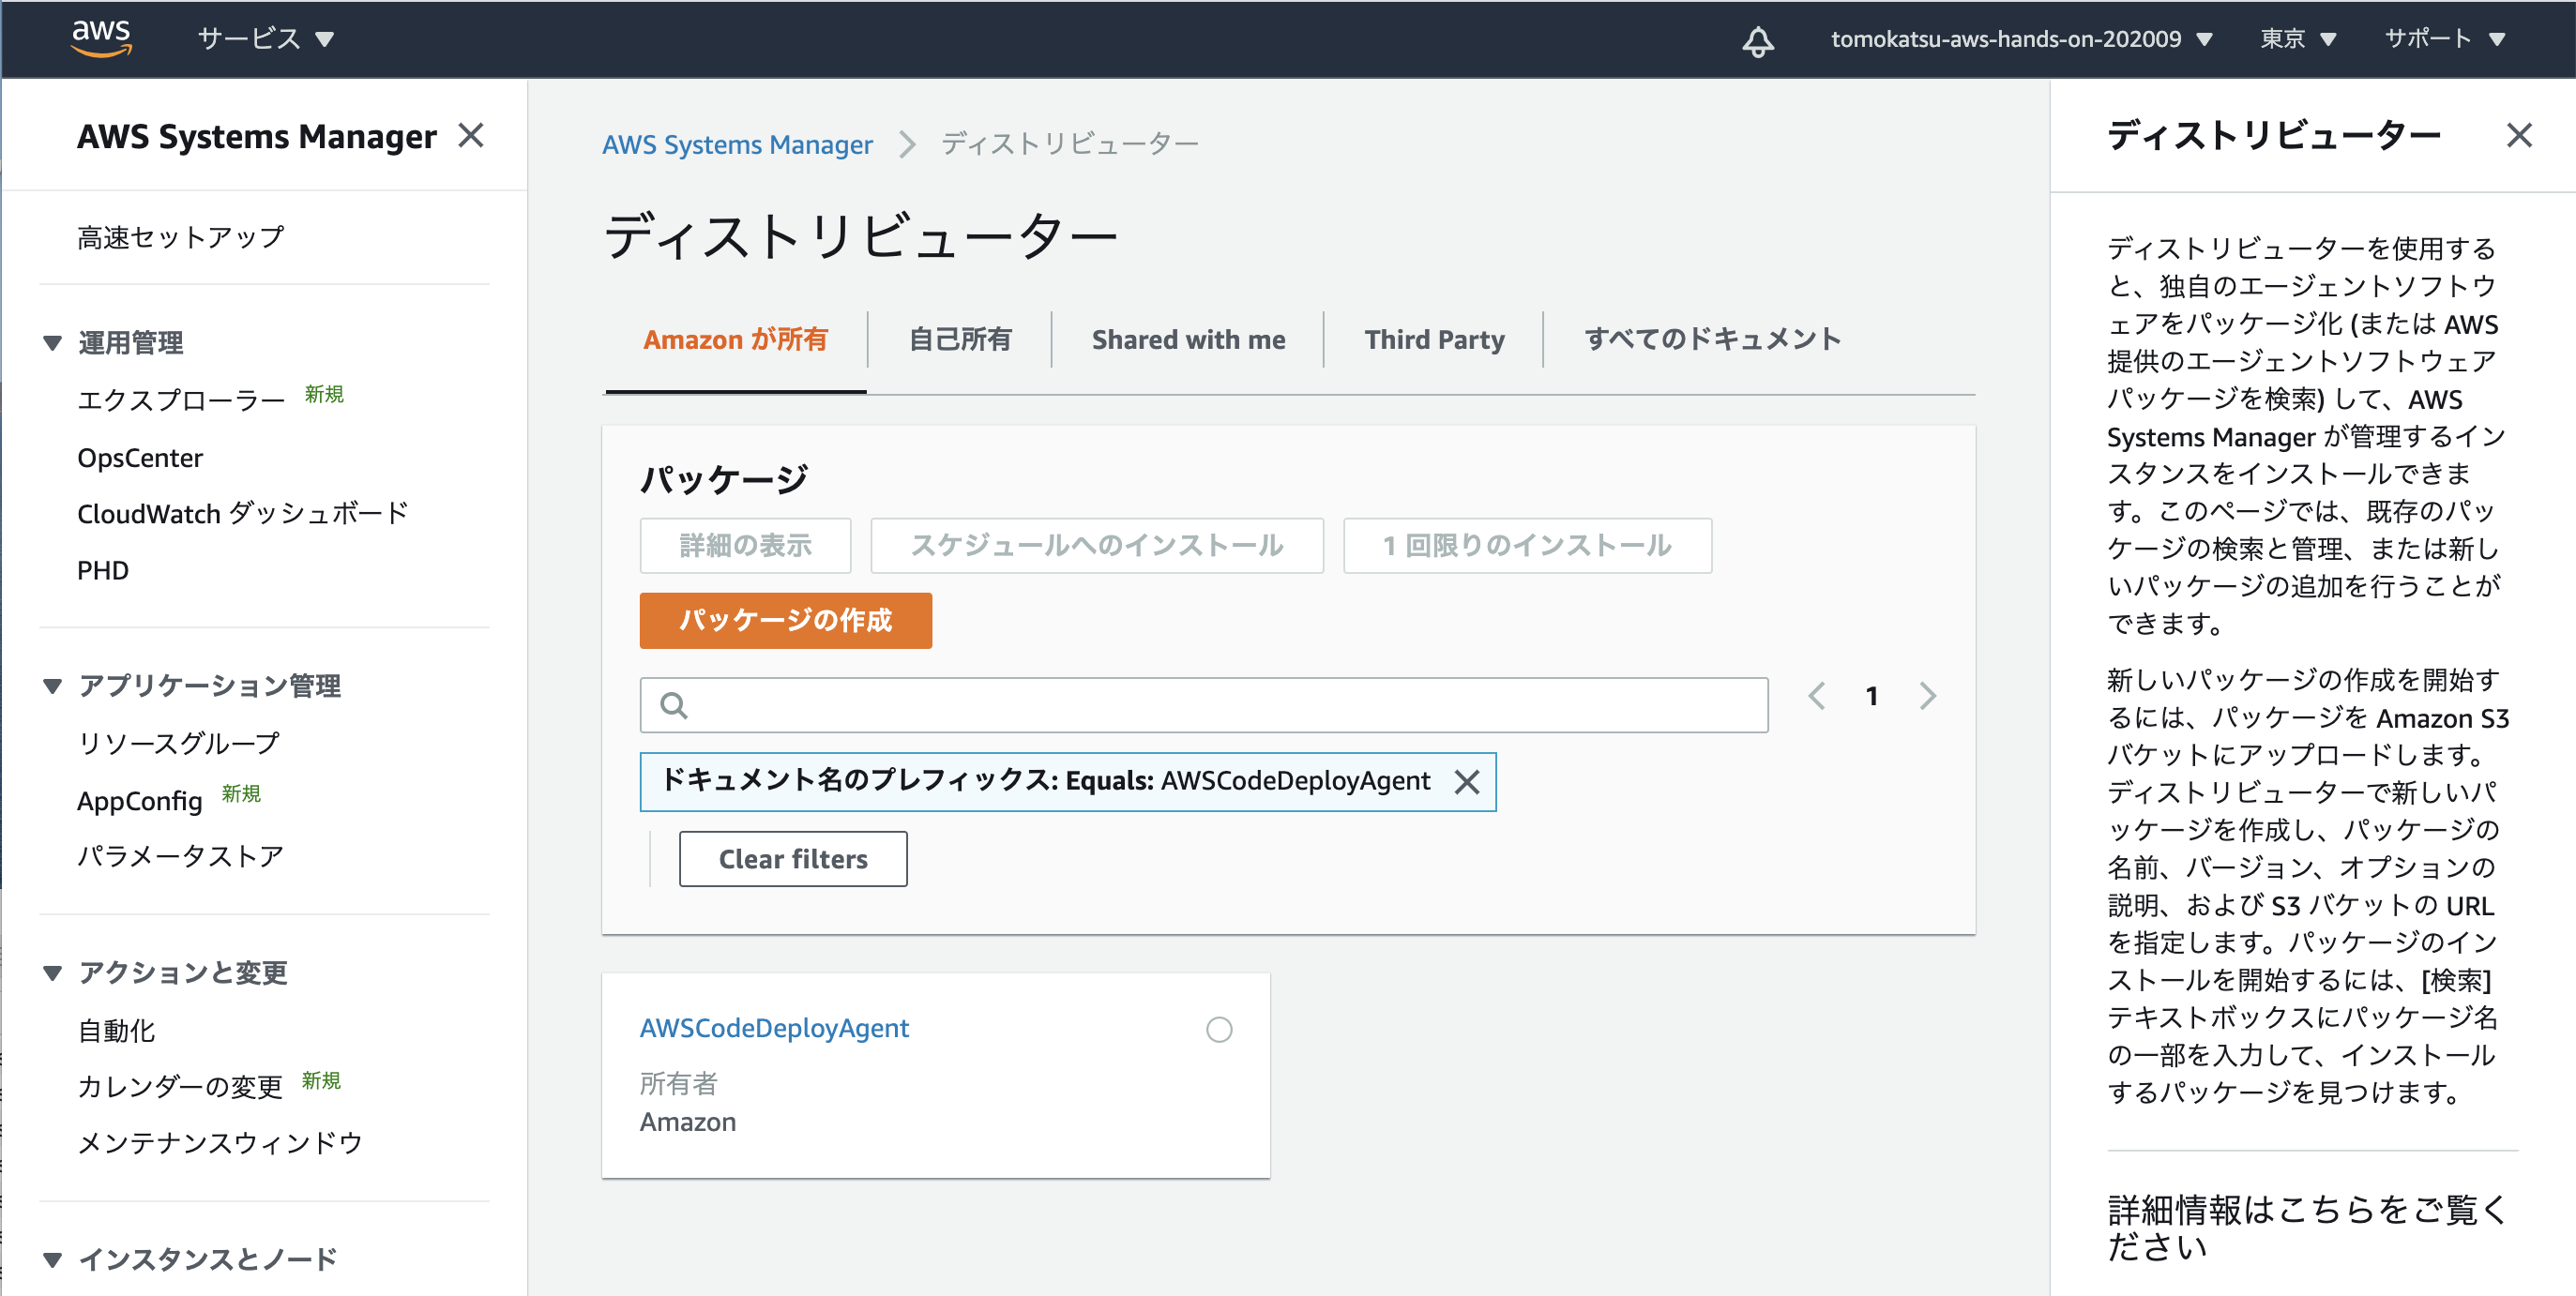 aws
サービス
tomokatsu-aws-hands-on-202009
東京
サポート
AWS Systems Manager
高速セットアップ
運用管理
エクスプローラー 新規
OpsCenter
CloudWatch ダッシュボード
PHD
アプリケーション管理
リソースグループ
AppConfig 新規
パラメータストア
アクションと変更
自動化
カレンダーの変更 新規
メンテナンスウィンドウ
インスタンスとノード
AWS Systems Manager
ディストリビューター
ディストリビューター
Amazon が所有
自己所有
Shared with me
Third Party
すべてのドキュメント
パッケージ
詳細の表示
スケジュールへのインストール
1 回限りのインストール
パッケージの作成
1
ドキュメント名のプレフィックス: Equals: AWSCodeDeployAgent
Clear filters
AWSCodeDeployAgent
所有者
Amazon
ディストリビューター
ディストリビューターを使用する
と、独自のエージェントソフトウ
ェアをパッケージ化 (または AWS
提供のエージェントソフトウェア
パッケージを検索) して、AWS
Systems Manager が管理するイン
スタンスをインストールできま
す。このページでは、既存のパッ
ケージの検索と管理、または新し
いパッケージの追加を行うことが
できます。
新しいパッケージの作成を開始す
るには、パッケージを Amazon S3
バケットにアップロードします。
ディストリビューターで新しいパ
ッケージを作成し、パッケージの
名前、バージョン、オプションの
説明、および S3 バケットの URL
を指定します。パッケージのイン
ストールを開始するには、[検索]
テキストボックスにパッケージ名
の一部を入力して、インストール
するパッケージを見つけます。
詳細情報はこちらをご覧く
ださい